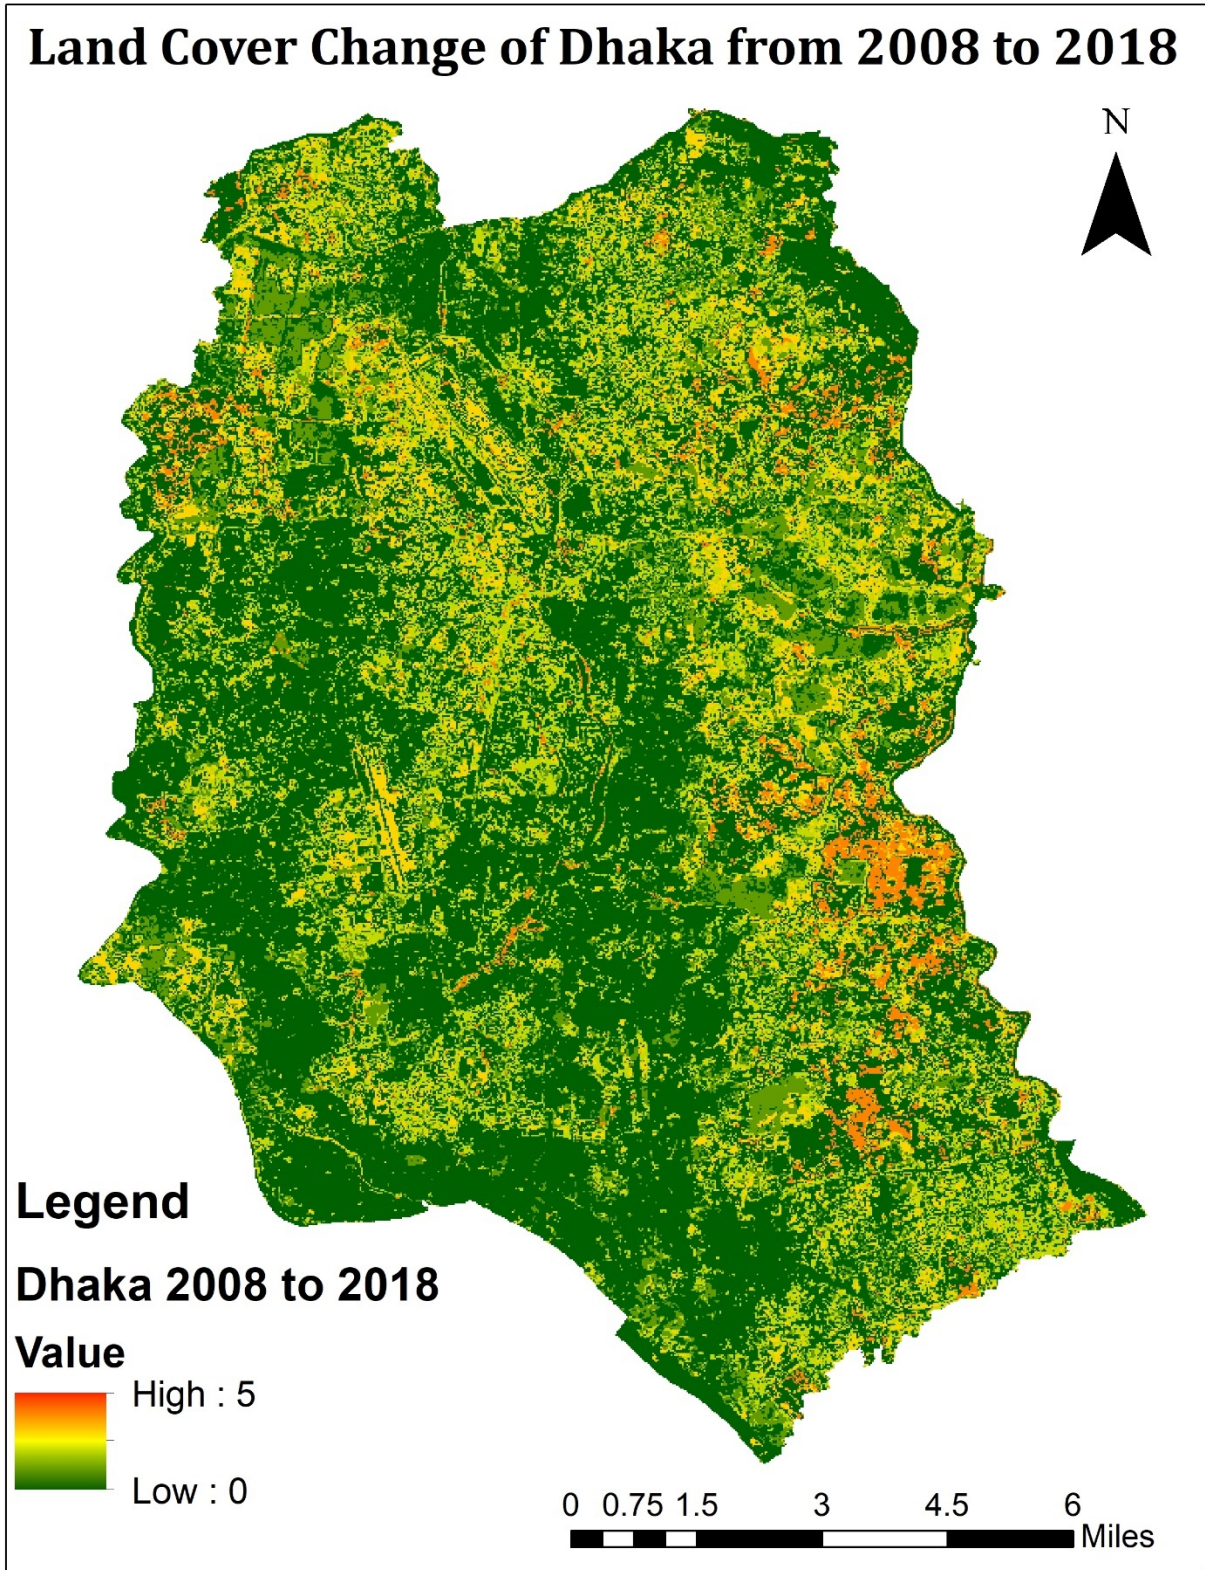 Land Cover Change of Dhaka from 2008 to 2018
N
Legend
Dhaka 2008 to 2018
Value
High : 5
Low : 0
0 0.75 1.5 3 4.5 6
Miles